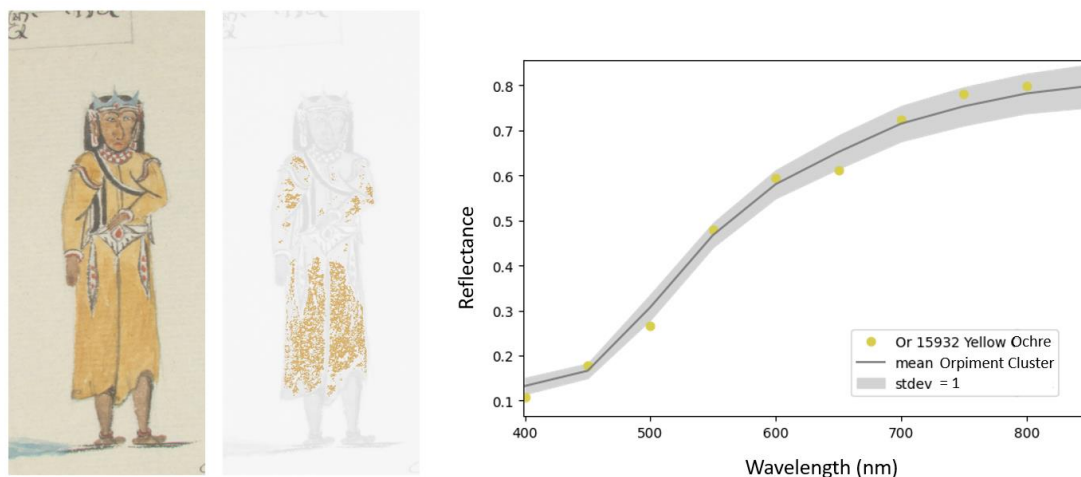 0.8
0.7
0.6
0.5
0.4
0.3
0.2
0.1
Reflectance
Or 15932 Yellow Ochre
mean Orpiment Cluster
stdev = 1
400
500
600
700
800
Wavelength (nm)